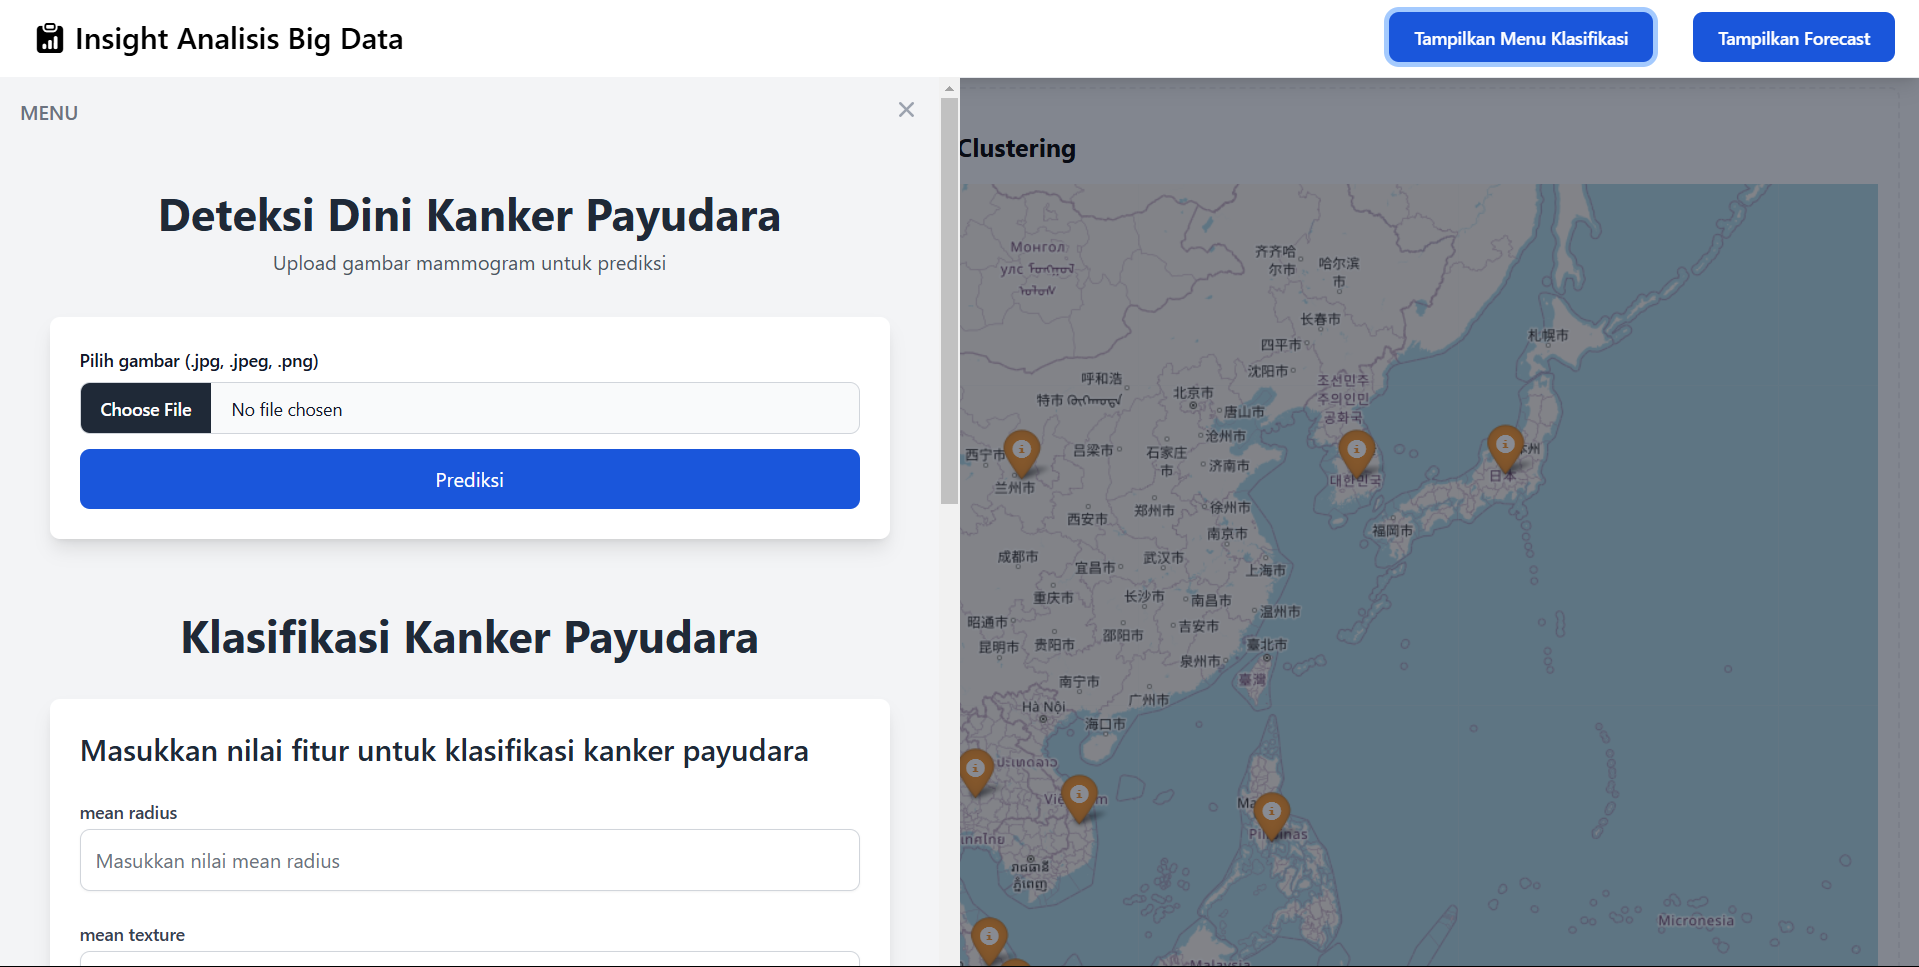 Insight Analisis Big Data
Tampilkan Menu Klasifikasi
Tampilkan Forecast
MENU
Deteksi Dini Kanker Payudara
Upload gambar mammogram untuk prediksi
Pilih gambar (.jpg, .jpeg, .png)
Choose File
No file chosen
Prediksi
Klasifikasi Kanker Payudara
Masukkan nilai fitur untuk klasifikasi kanker payudara
mean radius
Masukkan nilai mean radius
mean texture
Clustering
Монгол
улс
齐齐哈
尔市
哈尔滨
市
长春市
四平市
札幌市
沈阳市
呼和浩
特市
조선민주
주의인민
공화국
北京市
唐山市
沧州市
西宁市
吕梁市
石家庄
市
济南市
兰州市
대한민국
日本
郑州市
徐州市
西安市
南京市
福岡市
成都市
武汉市
宜昌市
上海市
重庆市
长沙市
南昌市
温州市
昭通市
吉安市
邵阳市
昆明市
贵阳市
臺北市
泉州市
臺灣
南宁市
广州市
Hà Nội
海口市
ປະເທດລາວ
Micronesia
Malaysia